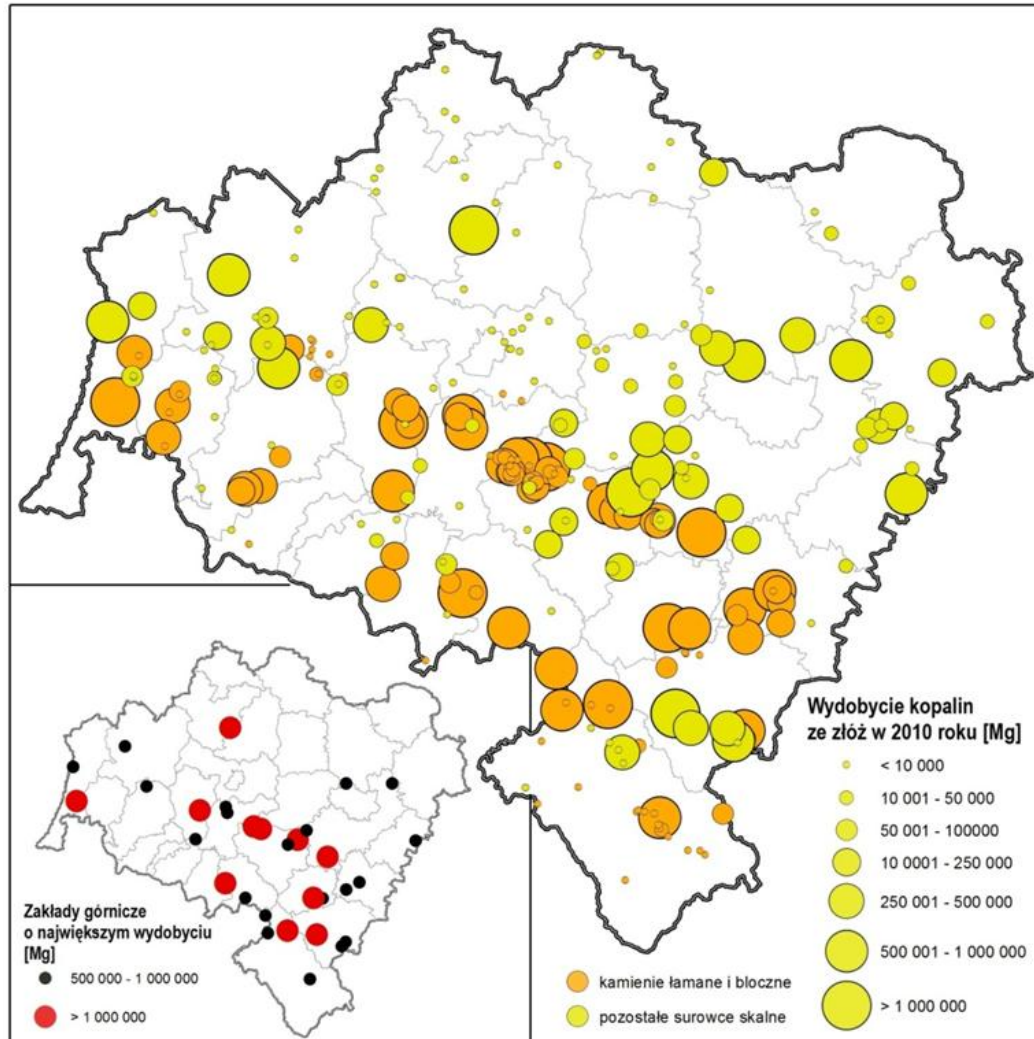 Wydobycie kopalin
ze złóż w 2010 roku [Mg]
< 10 000
10 001 - 50 000
50 001 - 100000
10 0001 - 250 000
250 001 - 500 000
500 001 - 1 000 000
> 1 000 000
kamienie łamane i bloczne
pozostałe surowce skalne
Zakłady górnicze
o największym wydobyciu
[Mg]
500 000 - 1 000 000
> 1 000 000